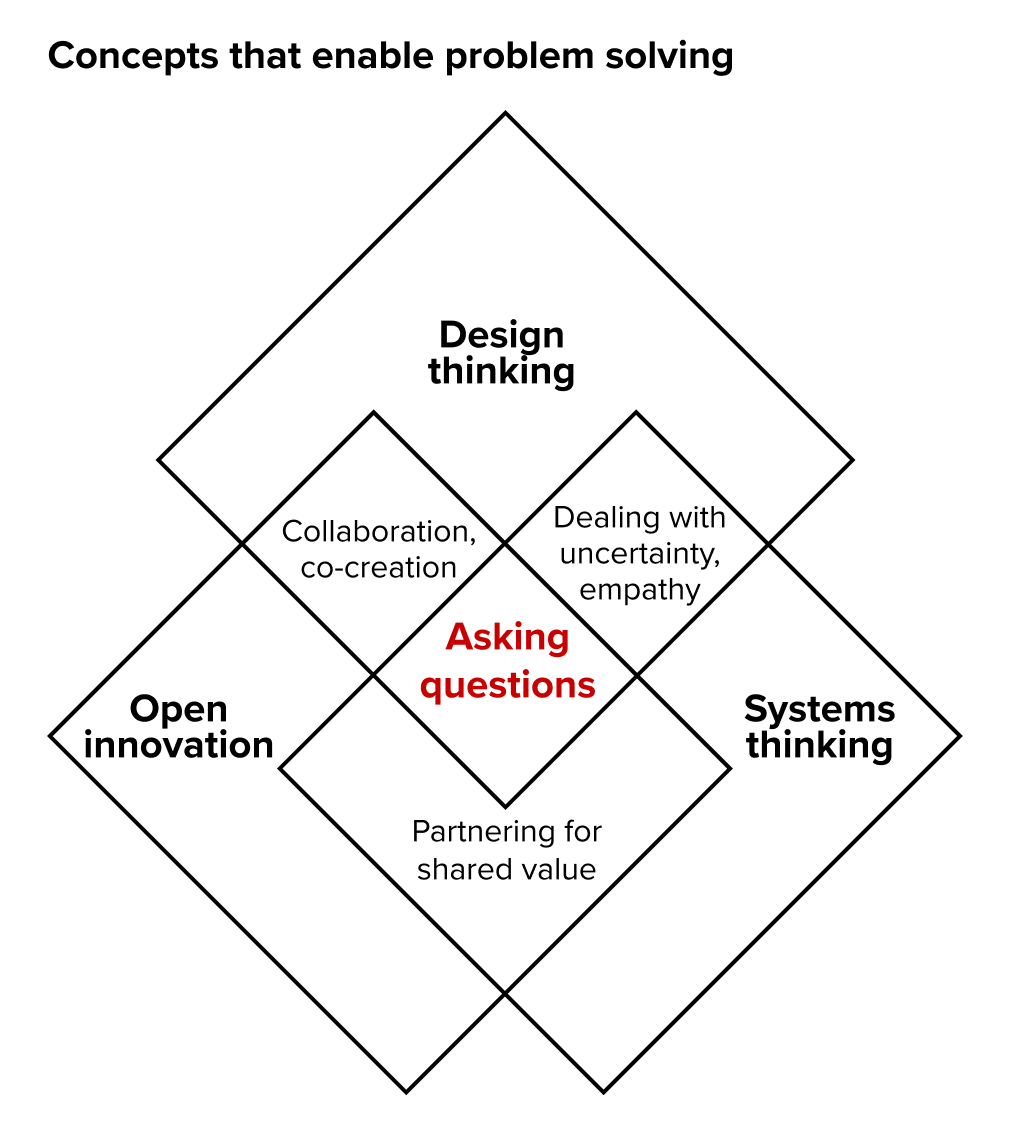 Concepts that enable problem solving
Design
thinking
Collaboration,
co-creation
Dealing with
uncertainty,
empathy
Asking
questions
Open
innovation
Systems
thinking
Partnering for
shared value